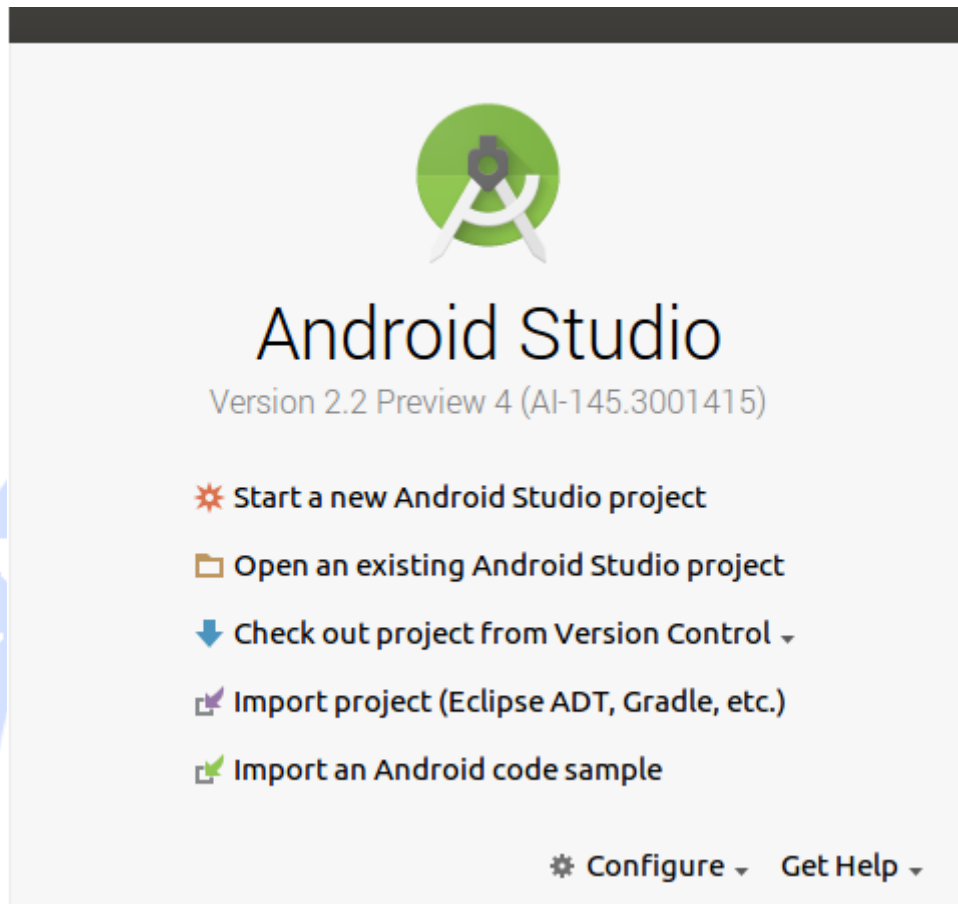 Android Studio
Version 2.2 Preview 4 (AI-145.3001415)
Start a new Android Studio project
Open an existing Android Studio project
Check out project from Version Control
Import project (Eclipse ADT, Gradle, etc.)
Import an Android code sample
Configure Get Help